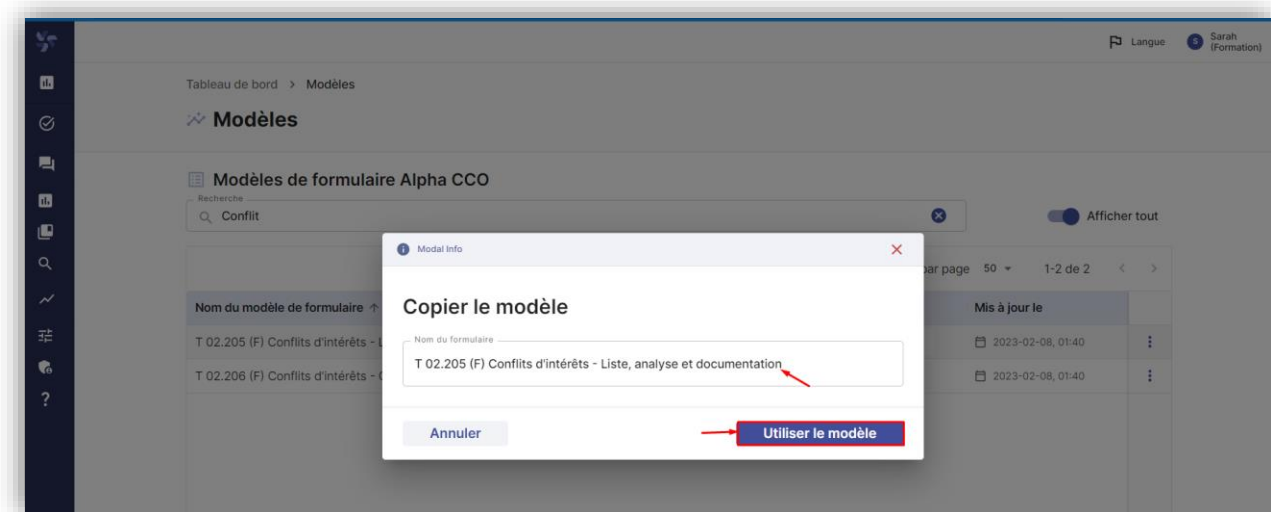 Langue
S
Sarah
(Formation)
Tableau de bord > Modèles
Modèles
Modèles de formulaire Alpha CCO
Recherche
Conflit
Afficher tout
Modal Info
par page 50
1-2 de 2
Copier le modèle
Nom du modèle de formulaire ↑
Mis à jour le
Nom du formulaire
T 02.205 (F) Conflits d'intérêts - L
2023-02-08, 01:40
T 02.205 (F) Conflits d'intérêts - Liste, analyse et documentation
T 02.206 (F) Conflits d'intérêts -
2023-02-08, 01:40
?
Annuler
Utiliser le modèle